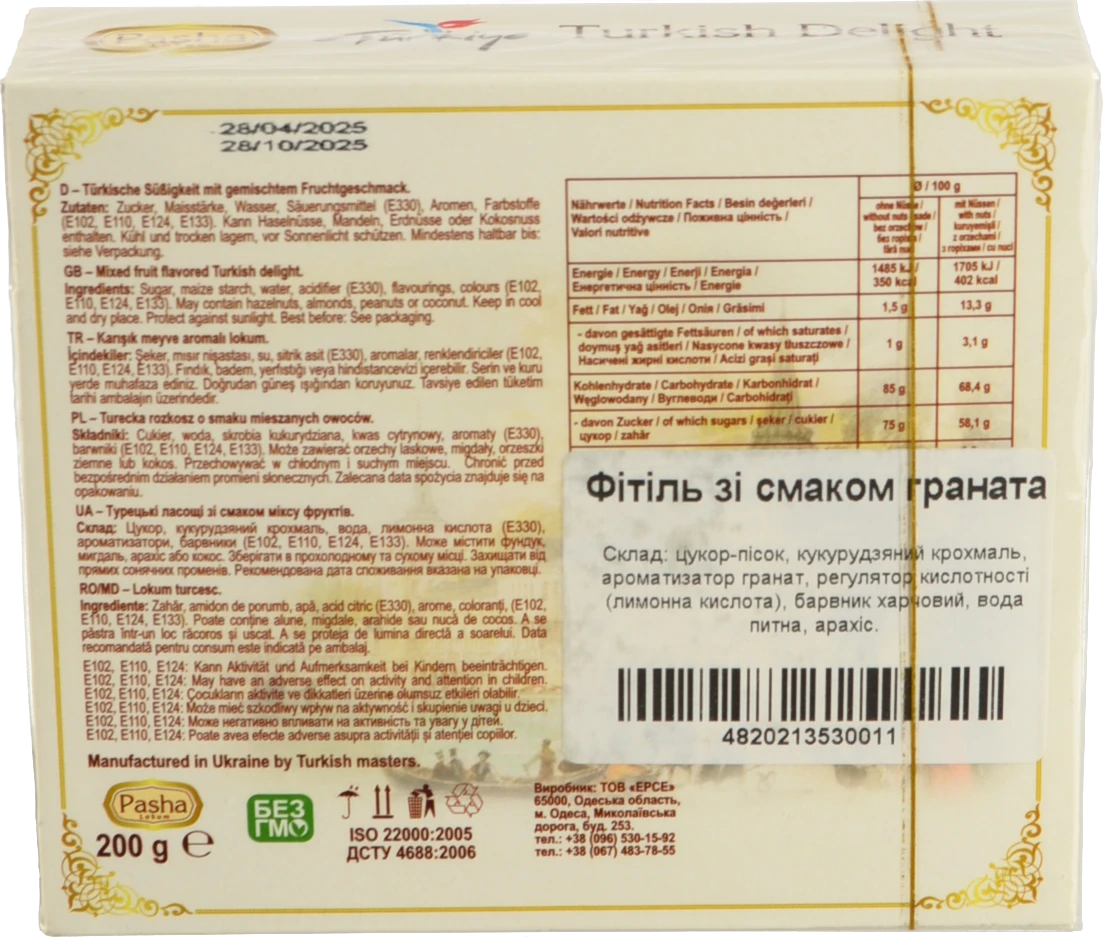 Pasha
Türkiye
Turkish Delight
28/04/2025
28/10/2025
D – Türkische Süßigkeit mit gemischtem Fruchtgeschmack.
Zutaten: Zucker, Maisstärke, Wasser, Säuerungsmittel (E330), Aromen, Farbstoffe
(E102, E110, E124, E133). Kann Haselnüsse, Mandeln, Erdnüsse oder Kokosnuss
enthalten. Kühl und trocken lagern, vor Sonnenlicht schützen. Mindestens haltbar bis:
siehe Verpackung.
GB – Mixed fruit flavored Turkish delight.
Ingredients: Sugar, maize starch, water, acidifier (E330), flavourings, colours (E102,
E110, E124, E133). May contain hazelnuts, almonds, peanuts or coconut. Keep in cool
and dry place. Protect against sunlight. Best before: See packaging.
TR – Karışık meyve aromalı lokum.
İçindekiler: Şeker, mısır nişastası, su, sitrik asit (E330), aromalar, renklendiriciler (E102,
E110, E124, E133). Fındık, badem, yerfıstığı veya hindistancevizi içerebilir. Serin ve kuru
yerde muhafaza ediniz. Doğrudan güneş ışığından koruyunuz. Tavsiye edilen tüketim
tarihi ambalajın üzerindedir.
PL – Turecka rozkosz o smaku mieszanych owoców.
Składniki: Cukier, woda, skrobia kukurydziana, kwas cytrynowy, aromaty (E330),
barwniki (E102, E110, E124, E133). Może zawierać orzechy laskowe, migdały, orzeszki
ziemne lub kokos. Przechowywać w chłodnym i suchym miejscu. Chronić przed
bezpośrednim działaniem promieni słonecznych. Zalecana data spożycia znajduje się na
opakowaniu.
UA – Турецькі ласощі зі смаком міксу фруктів.
Склад: Цукор, кукурудзяний крохмаль, вода, лимонна кислота (E330),
ароматизатори, барвники (E102, E110, E124, E133). Може містити фундук,
мигдаль, арахіс або кокос. Зберігати в прохолодному та сухому місці. Захищати від
прямих сонячних променів. Рекомендована дата споживання вказана на упаковці.
RO/MD – Lokum turcesc.
Ingrediente: Zahăr, amidon de porumb, apă, acid citric (E330), arome, coloranți, (E102,
E110, E124, E133). Poate conține alune, migdale, arahide sau nucă de cocos. A se
păstra într-un loc răcoros și uscat. A se proteja de lumina directă a soarelui. Data
recomandată pentru consum este indicată pe ambalaj.
E102, E110, E124: Kann Aktivität und Aufmerksamkeit bei Kindern beeinträchtigen.
E102, E110, E124: May have an adverse effect on activity and attention in children.
E102, E110, E124: Çocukların aktivite ve dikkatleri üzerine olumsuz etkileri olabilir.
E102, E110, E124: Może mieć szkodliwy wpływ na aktywność i skupienie uwagi u dzieci.
E102, E110, E124: Може негативно впливати на активність та увагу у дітей.
E102, E110, E124: Poate avea efecte adverse asupra activității și atenției copiilor.
Manufactured in Ukraine by Turkish masters.
Pasha
Lokum
200 g ℮
БЕЗ
ГМО
ISO 22000:2005
ДСТУ 4688:2006
Виробник: ТОВ «ЕРСЕ»
65000, Одеська область,
м. Одеса, Миколаївська
дорога, буд. 253.
тел.: +38 (096) 530-15-92
тел.: +38 (067) 483-78-55
Nährwerte / Nutrition Facts / Besin değerleri /
Wartości odżywcze / Поживна цінність /
Valori nutritive
Ø / 100 g
ohne Nüsse /
without nuts / sade /
bez orzechów /
без горіхів /
fără nuci
mit Nüssen /
with nuts /
kuruyemişli /
z orzechami /
з горіхами / cu nuci
Energie / Energy / Enerji / Energia /
Енергетична цінність / Energie
1485 kJ /
350 kcal
1705 kJ /
402 kcal
Fett / Fat / Yağ / Olej / Олія / Grăsimi
1,5 g
13,3 g
- davon gesättigte Fettsäuren / of which saturates /
doymuş yağ asitleri / Nasycone kwasy tłuszczowe /
Насичені жирні кислоти / Acizi grași saturați
1 g
3,1 g
Kohlenhydrate / Carbohydrate / Karbonhidrat /
Węglowodany / Вуглеводи / Carbohidrați
85 g
68,4 g
- davon Zucker / of which sugars / şeker / cukier /
цукор / zahăr
75 g
58,1 g
Фітіль зі смаком граната
Склад: цукор-пісок, кукурудзяний крохмаль,
ароматизатор гранат, регулятор кислотності
(лимонна кислота), барвник харчовий, вода
питна, арахіс.
4820213530011